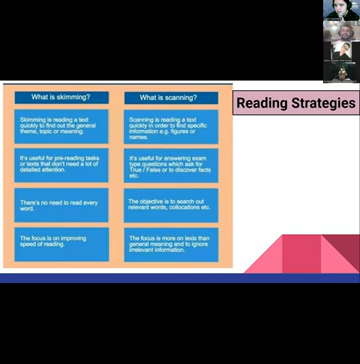 What is skimming?
What is scanning?
Reading Strategies
Skimming is reading a text
quickly to find out the general
theme, topic or meaning.
Scanning is reading a text
quickly in order to find specific
information e.g. figures or
names.
It's useful for pre-reading tasks
or texts that don't need a lot of
detailed attention.
It's useful for answering exam
type questions which ask for
True / False or to discover facts
etc.
There's no need to read every
word.
The objective is to search out
relevant words, collocations etc.
The focus is on improving
speed of reading.
The focus is more on lexis then
general meaning and to ignore
irrelevant information.